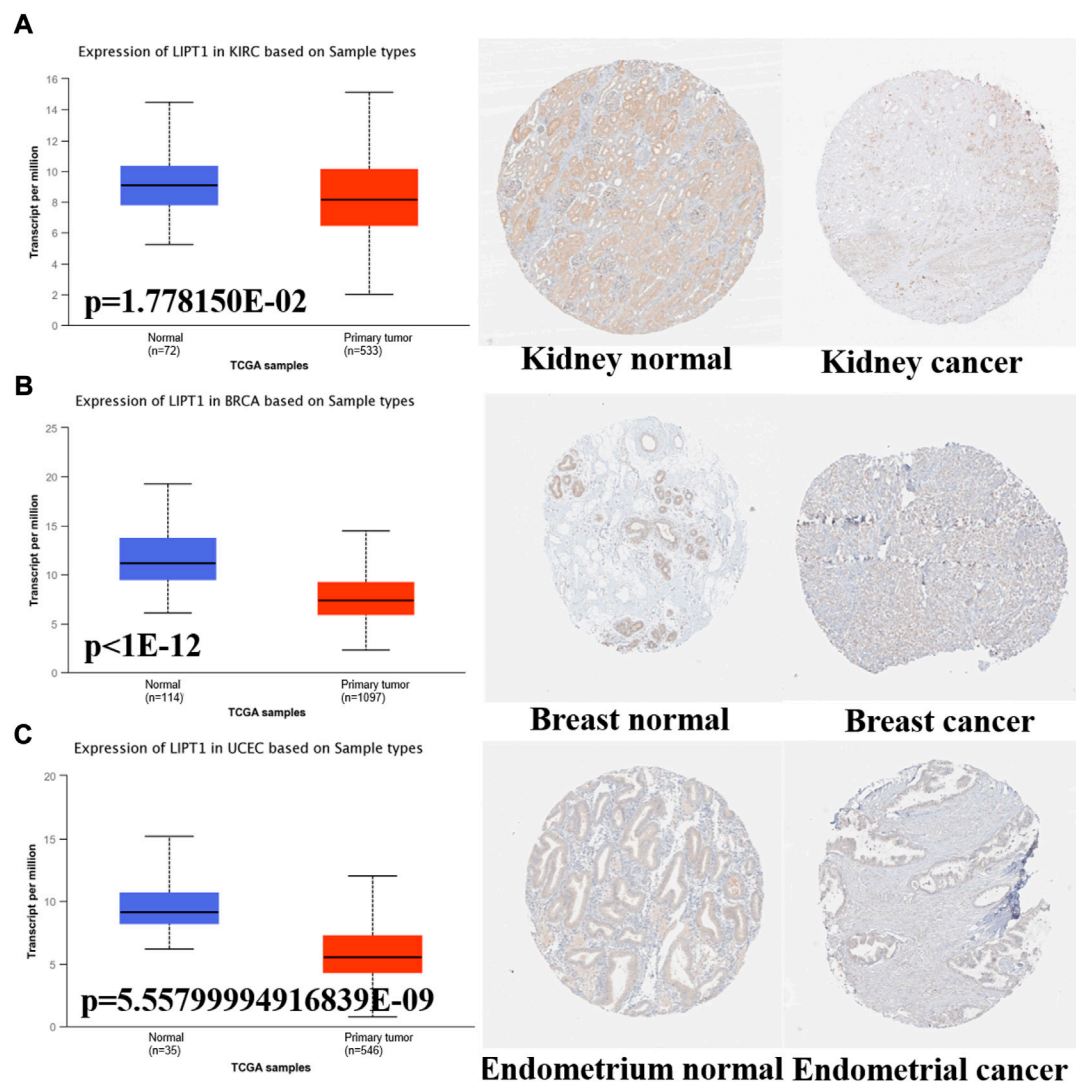 A
Expression of LIPT1 in KIRC based on Sample types
Transcript per million
16
14
12
10
8
6
4
2
0
p=1.778150E-02
Normal
(n=72)
Primary tumor
(n=533)
TCGA samples
Kidney normal
Kidney cancer
B
Expression of LIPT1 in BRCA based on Sample types
Transcript per million
25
20
15
10
5
0
p<1E-12
Normal
(n=114)
Primary tumor
(n=1097)
TCGA samples
Breast normal
Breast cancer
C
Expression of LIPT1 in UCEC based on Sample types
Transcript per million
20
15
10
5
0
p=5.55799994916839E-09
Normal
(n=35)
Primary tumor
(n=546)
TCGA samples
Endometrium normal
Endometrial cancer